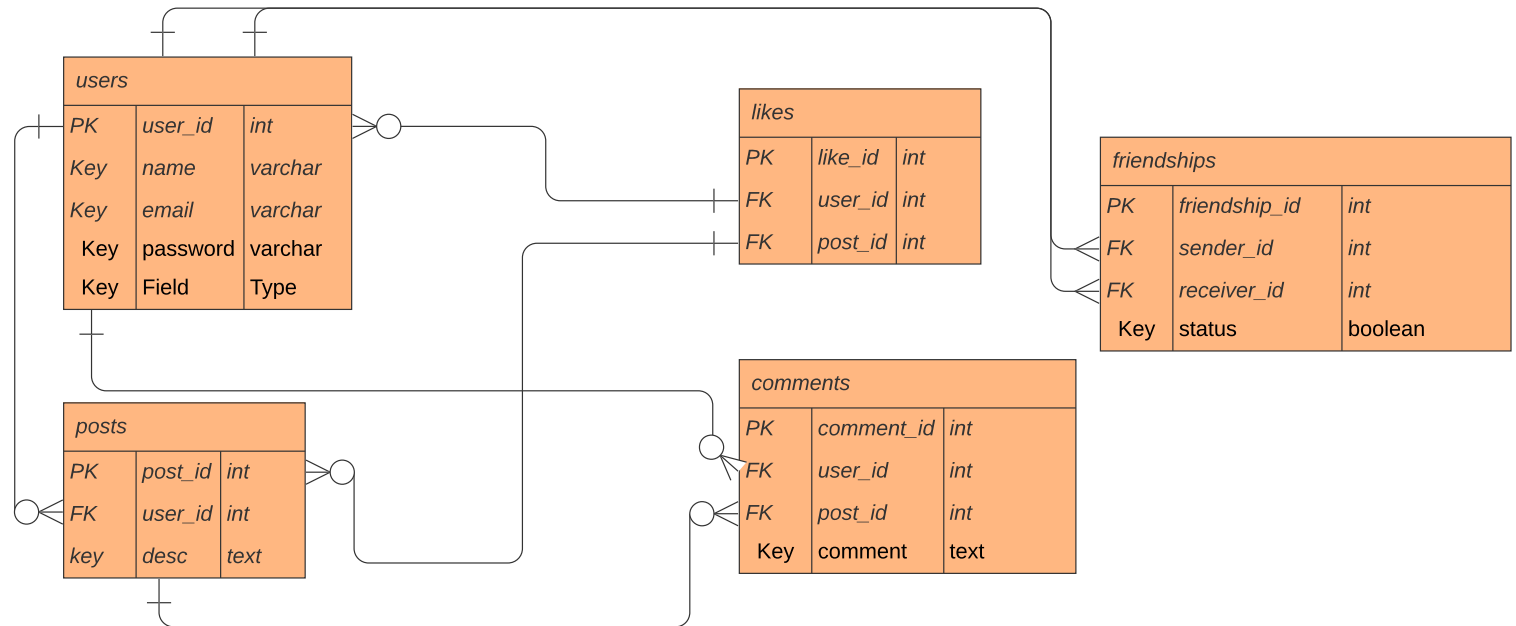 users
PK user_id int
Key name varchar
Key email varchar
Key password varchar
Key Field Type
likes
PK like_id int
FK user_id int
FK post_id int
friendships
PK friendship_id int
FK sender_id int
FK receiver_id int
Key status boolean
posts
PK post_id int
FK user_id int
key desc text
comments
PK comment_id int
FK user_id int
FK post_id int
Key comment text